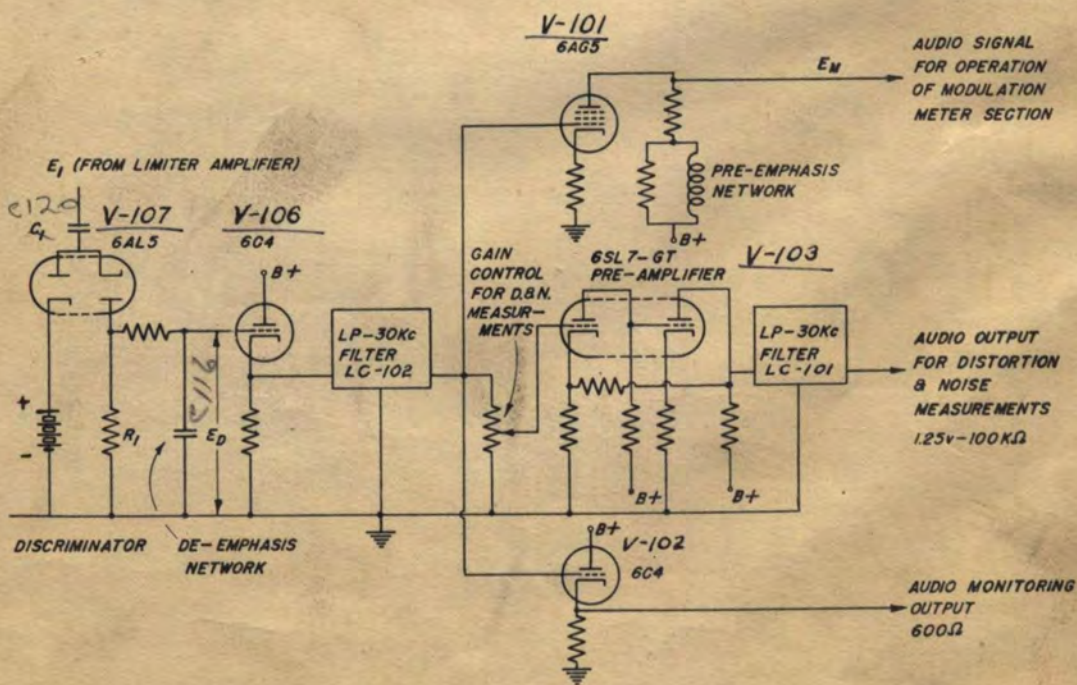 V-101
6AG5
E_M
AUDIO SIGNAL
FOR OPERATION
OF MODULATION
METER SECTION
E₁ (FROM LIMITER AMPLIFIER)
C120
C₁
V-107
6AL5
V-106
6C4
B+
PRE-EMPHASIS
NETWORK
B+
GAIN
CONTROL
FOR D.&N.
MEASUR-
MENTS
6SL7-GT
PRE-AMPLIFIER
V-103
LP-30KC
FILTER
LC-102
LP-30KC
FILTER
LC-101
AUDIO OUTPUT
FOR DISTORTION
& NOISE
MEASUREMENTS
1.25v-100KΩ
+
-
R₁
C116
E_D
B+
B+
DISCRIMINATOR
DE-EMPHASIS
NETWORK
B+
V-102
6C4
AUDIO MONITORING
OUTPUT
600Ω